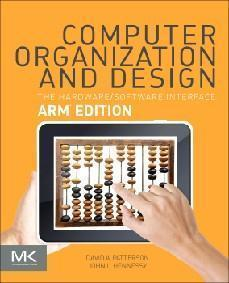 COMPUTER
ORGANIZATION
AND DESIGN
THE HARDWARE/SOFTWARE INTERFACE
ARM EDITION
DAVID A. PATTERSON
JOHN L. HENNESSY
MK